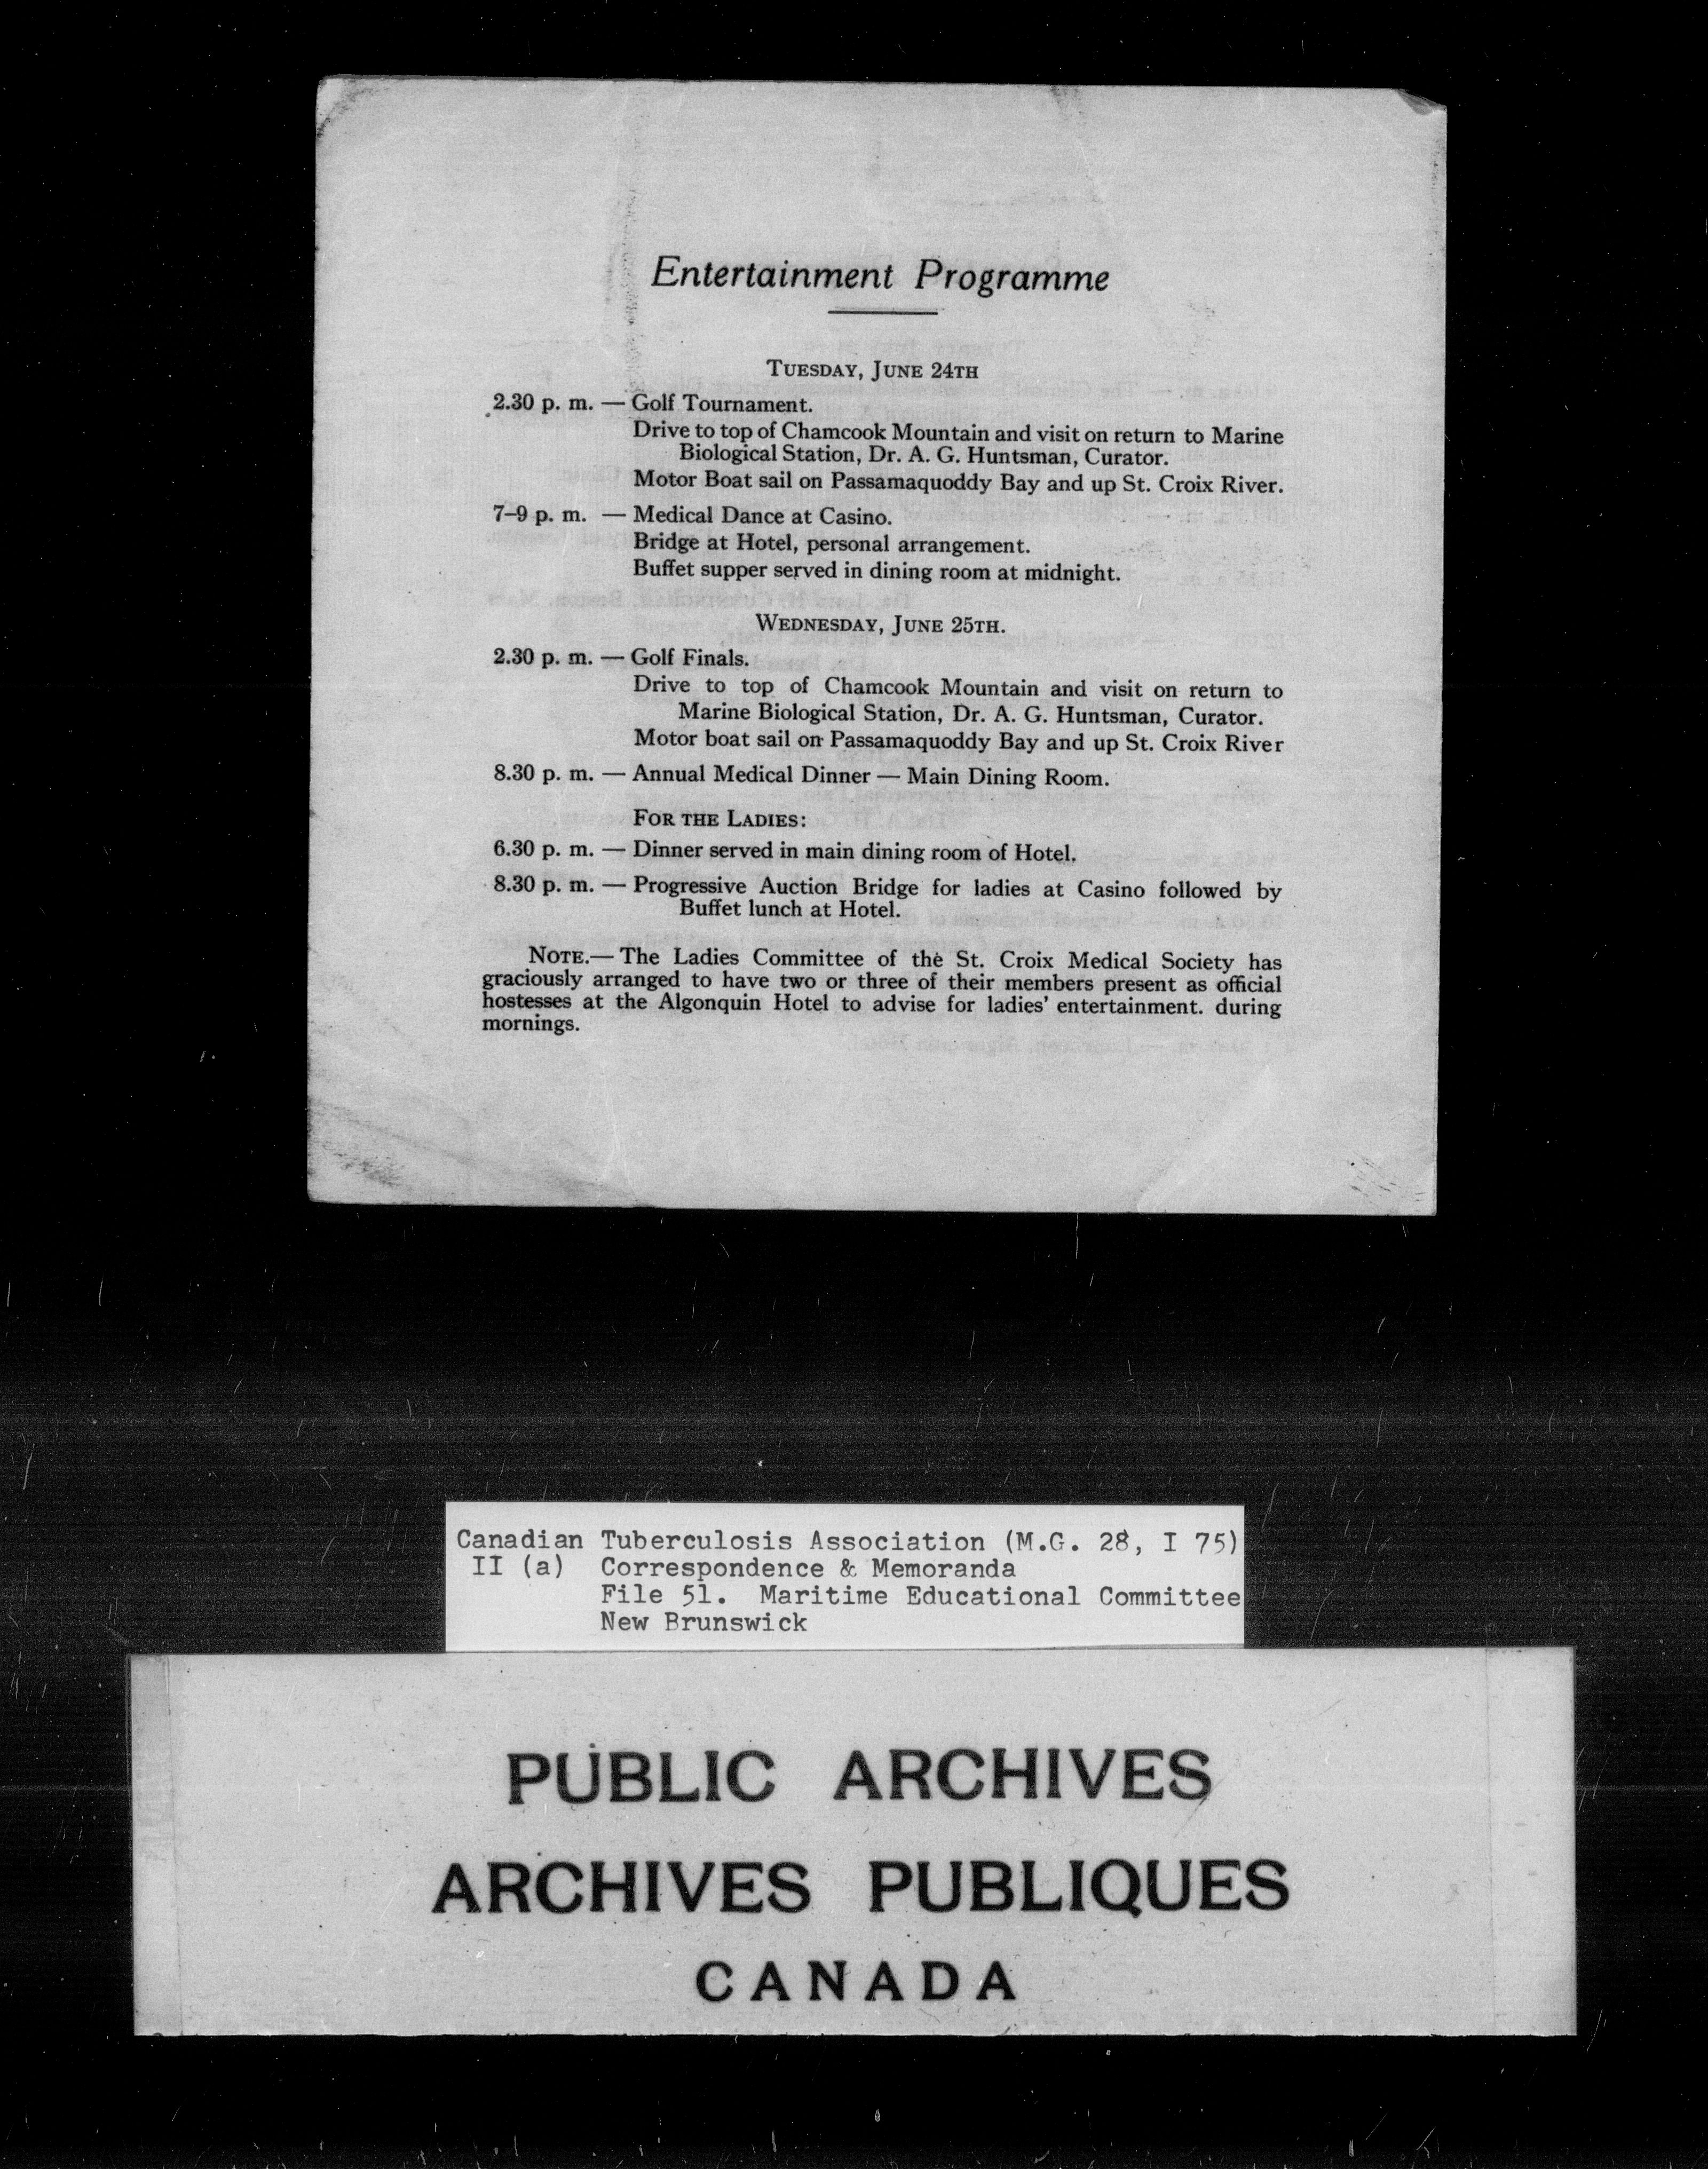 Entertainment Programme
TUESDAY, JUNE 24TH
2.30 p. m. — Golf Tournament.
Drive to top of Chamcook Mountain and visit on return to Marine
Biological Station, Dr. A. G. Huntsman, Curator.
Motor Boat sail on Passamaquoddy Bay and up St. Croix River.
7–9 p. m. — Medical Dance at Casino.
Bridge at Hotel, personal arrangement.
Buffet supper served in dining room at midnight.
WEDNESDAY, JUNE 25TH.
2.30 p. m. — Golf Finals.
Drive to top of Chamcook Mountain and visit on return to
Marine Biological Station, Dr. A. G. Huntsman, Curator.
Motor boat sail on Passamaquoddy Bay and up St. Croix River
8.30 p. m. — Annual Medical Dinner — Main Dining Room.
FOR THE LADIES:
6.30 p. m. — Dinner served in main dining room of Hotel.
8.30 p. m. — Progressive Auction Bridge for ladies at Casino followed by
Buffet lunch at Hotel.
NOTE.— The Ladies Committee of the St. Croix Medical Society has
graciously arranged to have two or three of their members present as official
hostesses at the Algonquin Hotel to advise for ladies' entertainment. during
mornings.
Canadian Tuberculosis Association (M.G. 28, I 75)
II (a) Correspondence & Memoranda
File 51. Maritime Educational Committee
New Brunswick
PUBLIC ARCHIVES
ARCHIVES PUBLIQUES
CANADA